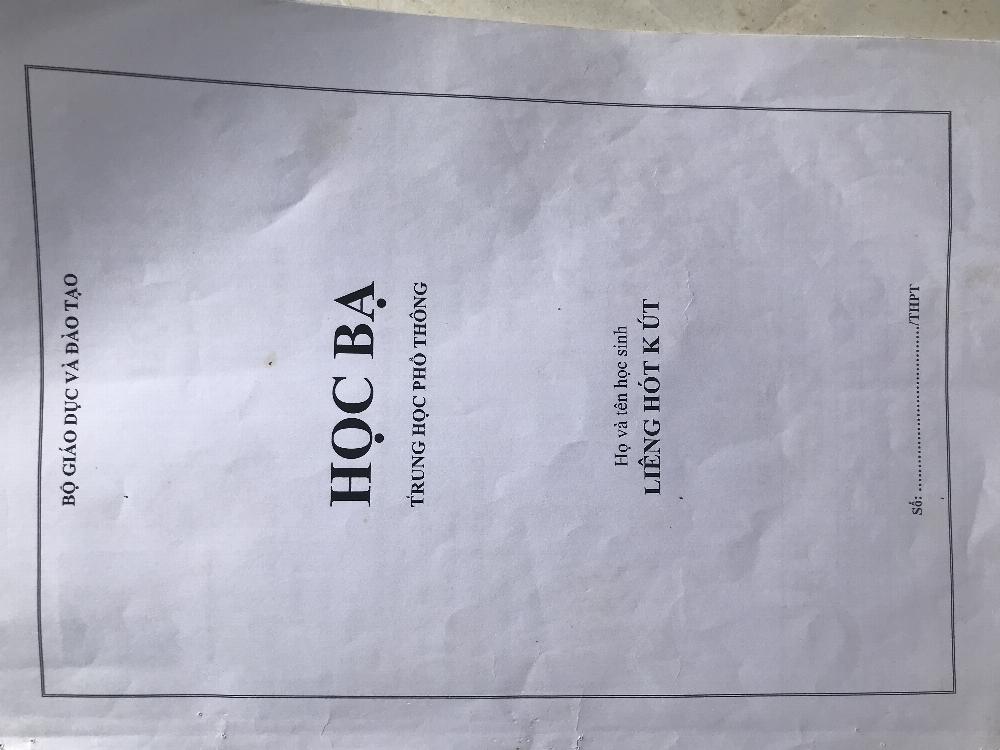 BỘ GIÁO DỤC VÀ ĐÀO TẠO
HỌC BẠ
TRUNG HỌC PHỔ THÔNG
Họ và tên học sinh
LIÊNG HÓT K ÚT
Số: ............................................/THPT